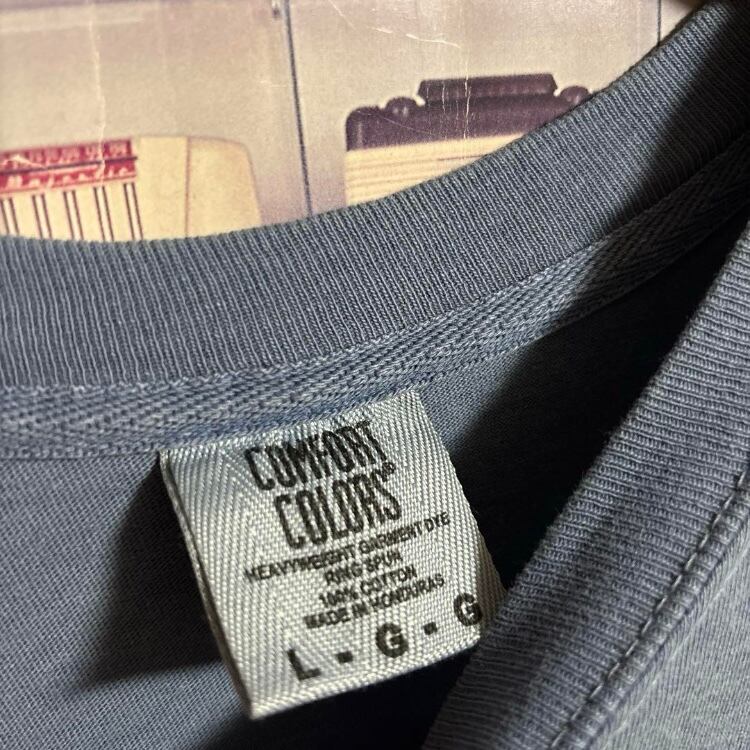 COMFORT
COLORS®
HEAVYWEIGHT GARMENT DYE
RING SPUN
100% COTTON
MADE IN HONDURAS
L - G - G